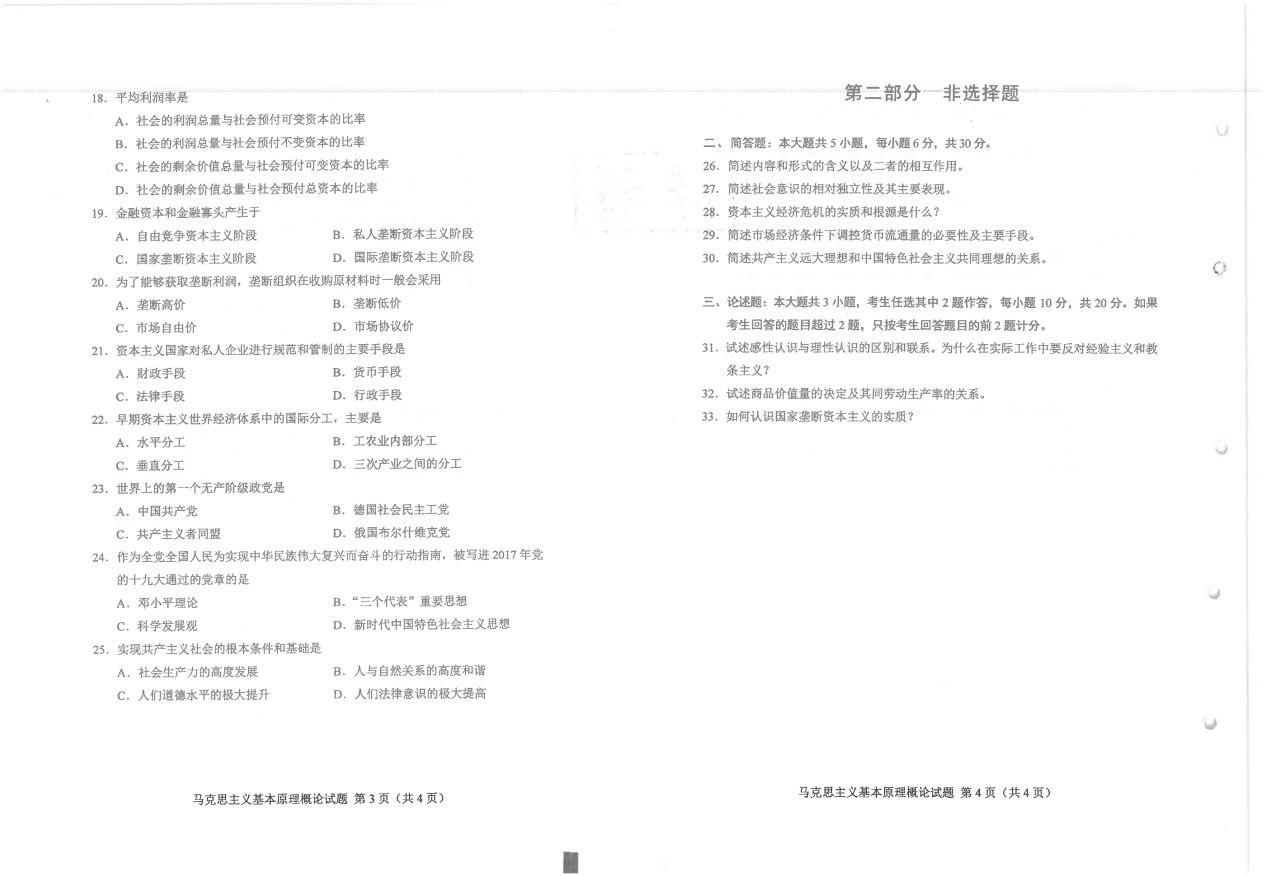 18．平均利润率是
A．社会的利润总量与社会预付可变资本的比率
B．社会的利润总量与社会预付不变资本的比率
C．社会的剩余价值总量与社会预付可变资本的比率
D．社会的剩余价值总量与社会预付总资本的比率
19．金融资本和金融寡头产生于
A．自由竞争资本主义阶段 B．私人垄断资本主义阶段
C．国家垄断资本主义阶段 D．国际垄断资本主义阶段
20．为了能够获取垄断利润，垄断组织在收购原材料时一般会采用
A．垄断高价 B．垄断低价
C．市场自由价 D．市场协议价
21．资本主义国家对私人企业进行规范和管制的主要手段是
A．财政手段 B．货币手段
C．法律手段 D．行政手段
22．早期资本主义世界经济体系中的国际分工，主要是
A．水平分工 B．工农业内部分工
C．垂直分工 D．三次产业之间的分工
23．世界上的第一个无产阶级政党是
A．中国共产党 B．德国社会民主工党
C．共产主义者同盟 D．俄国布尔什维克党
24．作为全党全国人民为实现中华民族伟大复兴而奋斗的行动指南，被写进 2017 年党
的十九大通过的党章的是
A．邓小平理论 B．“三个代表”重要思想
C．科学发展观 D．新时代中国特色社会主义思想
25．实现共产主义社会的根本条件和基础是
A．社会生产力的高度发展 B．人与自然关系的高度和谐
C．人们道德水平的极大提升 D．人们法律意识的极大提高
马克思主义基本原理概论试题 第 3 页（共 4 页）
第二部分 非选择题
二、简答题：本大题共 5 小题，每小题 6 分，共 30 分。
26．简述内容和形式的含义以及二者的相互作用。
27．简述社会意识的相对独立性及其主要表现。
28．资本主义经济危机的实质和根源是什么？
29．简述市场经济条件下调控货币流通量的必要性及主要手段。
30．简述共产主义远大理想和中国特色社会主义共同理想的关系。
三、论述题：本大题共 3 小题，考生任选其中 2 题作答，每小题 10 分，共 20 分。如果
考生回答的题目超过 2 题，只按考生回答题目的前 2 题计分。
31．试述感性认识与理性认识的区别和联系。为什么在实际工作中要反对经验主义和教
条主义？
32．试述商品价值量的决定及其同劳动生产率的关系。
33．如何认识国家垄断资本主义的实质？
马克思主义基本原理概论试题 第 4 页（共 4 页）